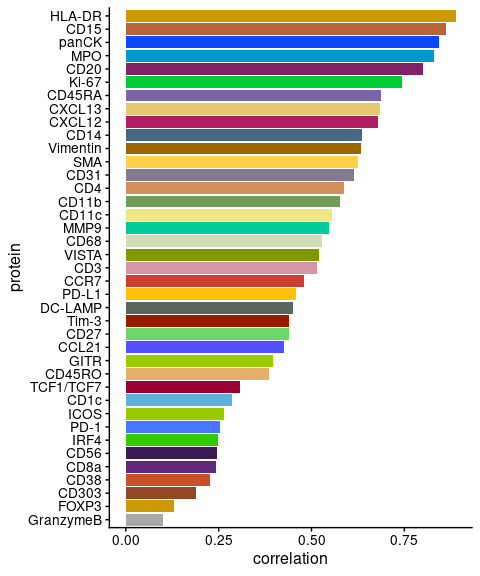 HLA-DR
CD15
panCK
MPO
CD20
Ki-67
CD45RA
CXCL13
CXCL12
CD14
Vimentin
SMA
CD31
CD4
CD11b
CD11c
MMP9
CD68
VISTA
CD3
CCR7
PD-L1
DC-LAMP
Tim-3
CD27
CCL21
GITR
CD45RO
TCF1/TCF7
CD1c
ICOS
PD-1
IRF4
CD56
CD8a
CD38
CD303
FOXP3
GranzymeB
protein
0.00 0.25 0.50 0.75
correlation